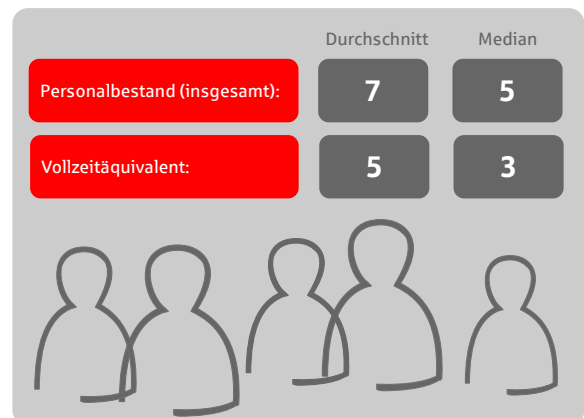 Durchschnitt Median
Personalbestand (insgesamt): 7 5
Vollzeitäquivalent: 5 3